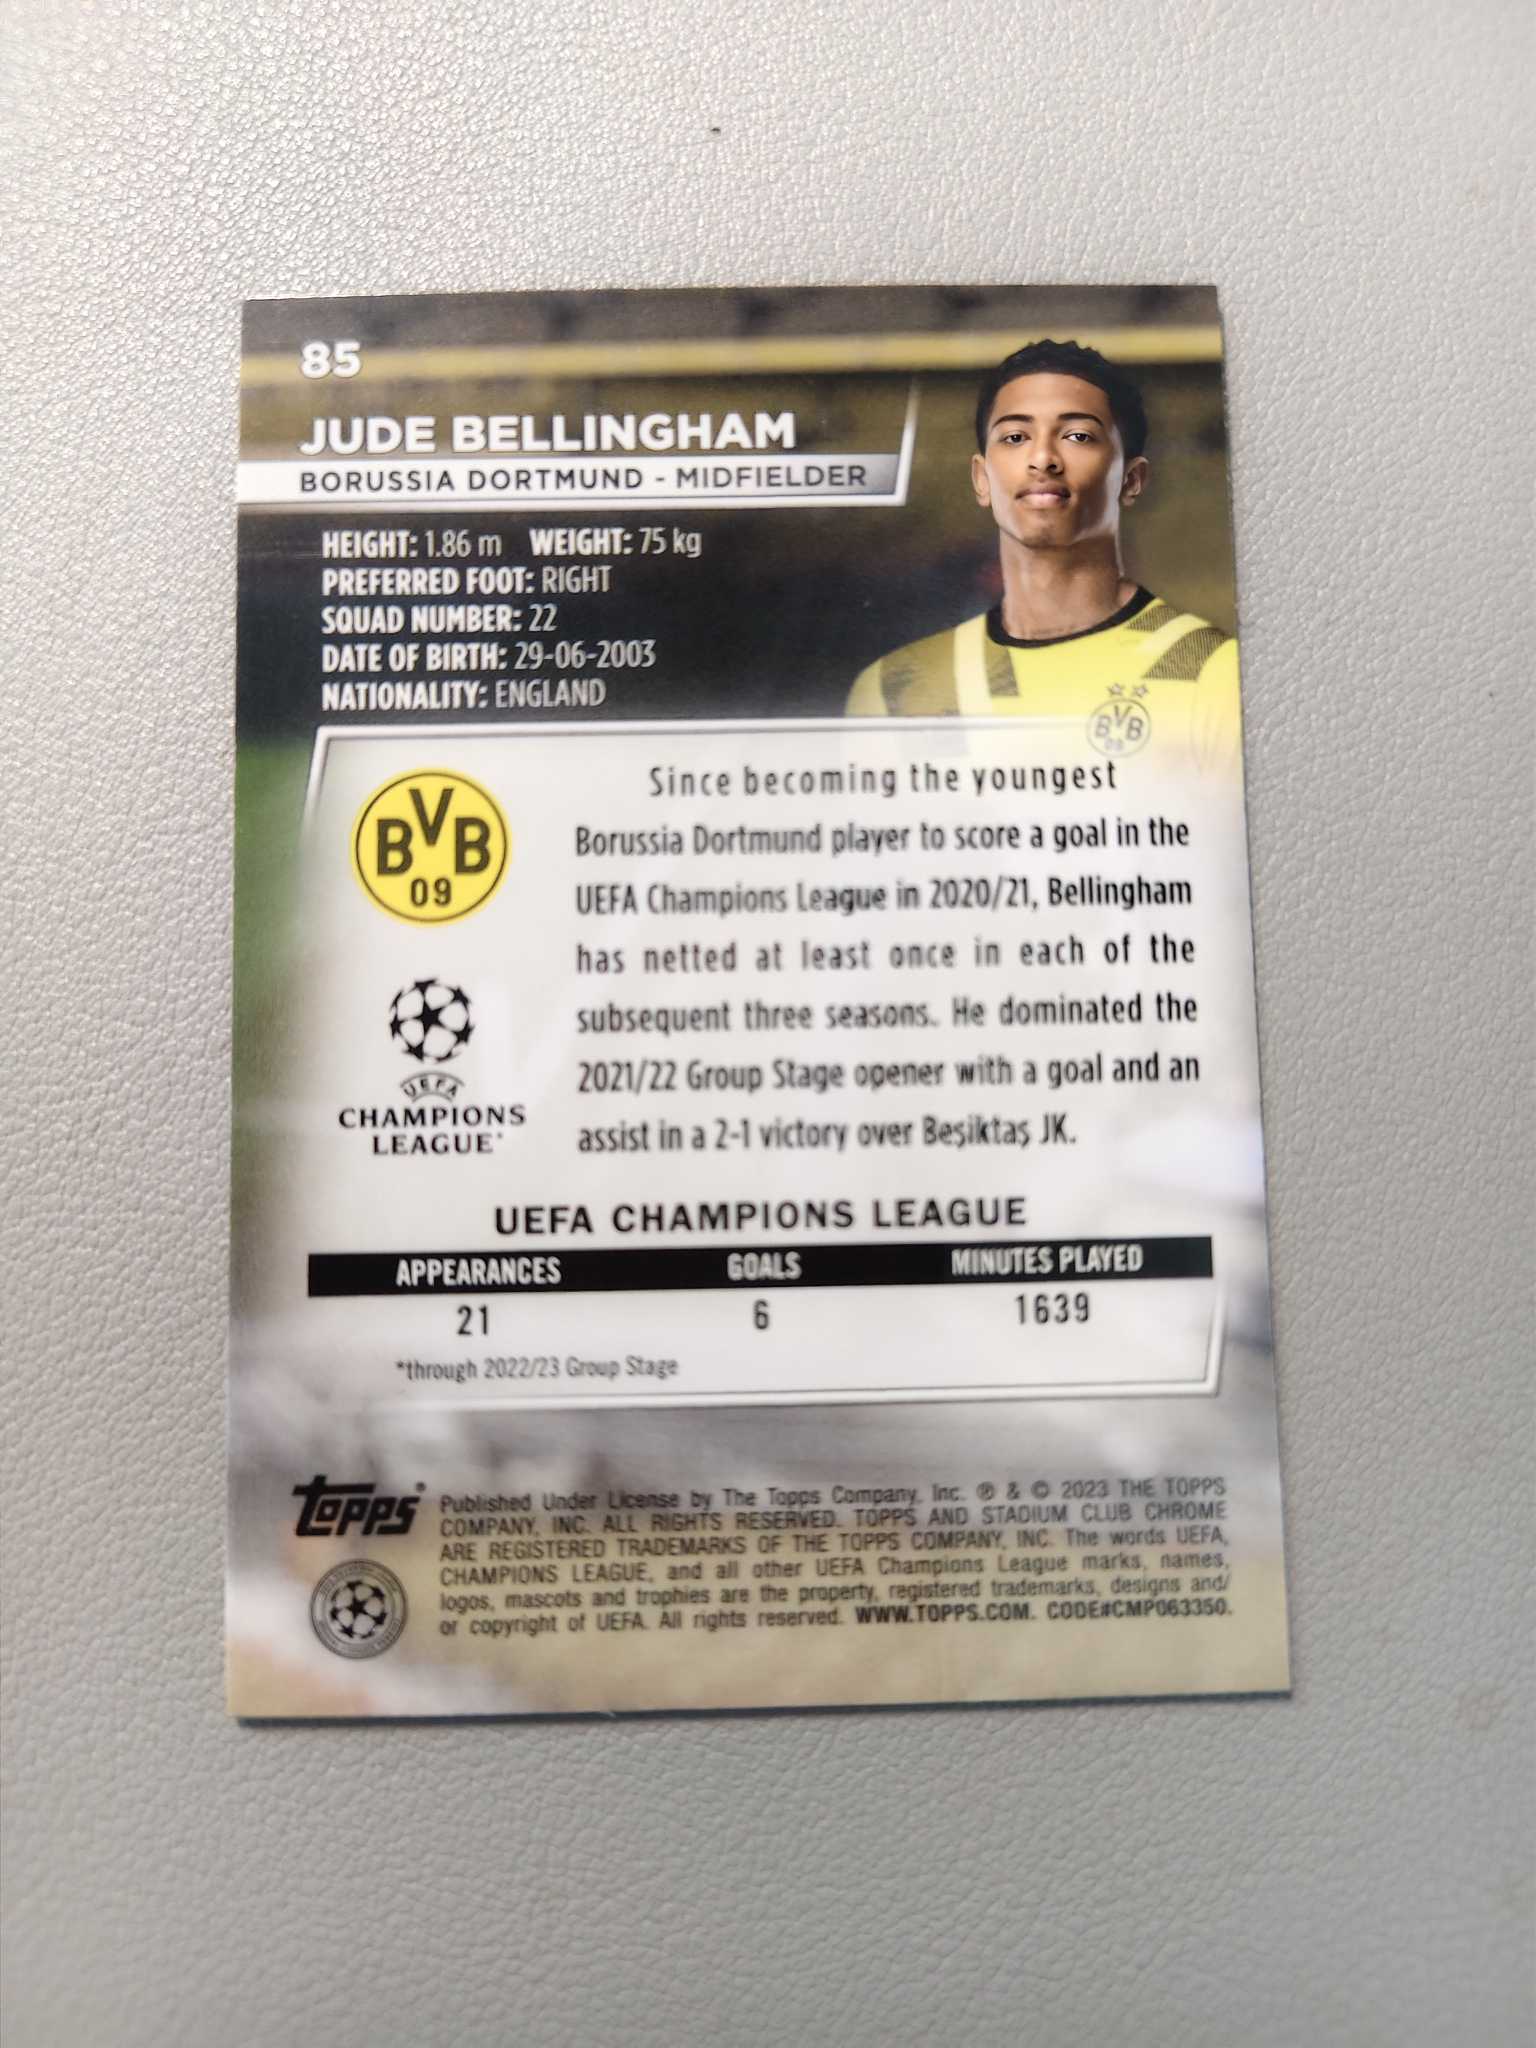 85
JUDE BELLINGHAM
BORUSSIA DORTMUND - MIDFIELDER
HEIGHT: 1.86 m WEIGHT: 75 kg
PREFERRED FOOT: RIGHT
SQUAD NUMBER: 22
DATE OF BIRTH: 29-06-2003
NATIONALITY: ENGLAND
BVB
09
BVB
09
Since becoming the youngest
Borussia Dortmund player to score a goal in the
UEFA Champions League in 2020/21, Bellingham
has netted at least once in each of the
subsequent three seasons. He dominated the
2021/22 Group Stage opener with a goal and an
assist in a 2-1 victory over Beşiktaş JK.
UEFA
CHAMPIONS
LEAGUE
UEFA CHAMPIONS LEAGUE
APPEARANCES GOALS MINUTES PLAYED
21 6 1639
*through 2022/23 Group Stage
Topps®
Published Under License by The Topps Company, Inc. ® & © 2023 THE TOPPS
COMPANY, INC. ALL RIGHTS RESERVED. TOPPS AND STADIUM CLUB CHROME
ARE REGISTERED TRADEMARKS OF THE TOPPS COMPANY, INC. The words UEFA,
CHAMPIONS LEAGUE, and all other UEFA Champions League marks, names,
logos, mascots and trophies are the property, registered trademarks, designs and/
or copyright of UEFA. All rights reserved. WWW.TOPPS.COM. CODE#CMP063350.